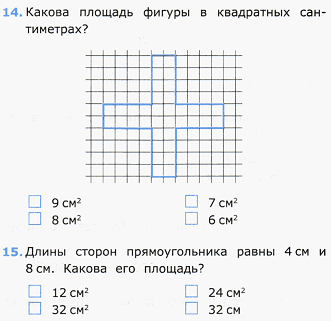 14. Какова площадь фигуры в квадратных сан-
тиметрах?
9 см² 7 см²
8 см² 6 см²
15. Длины сторон прямоугольника равны 4 см и
8 см. Какова его площадь?
12 см² 24 см²
32 см² 32 см